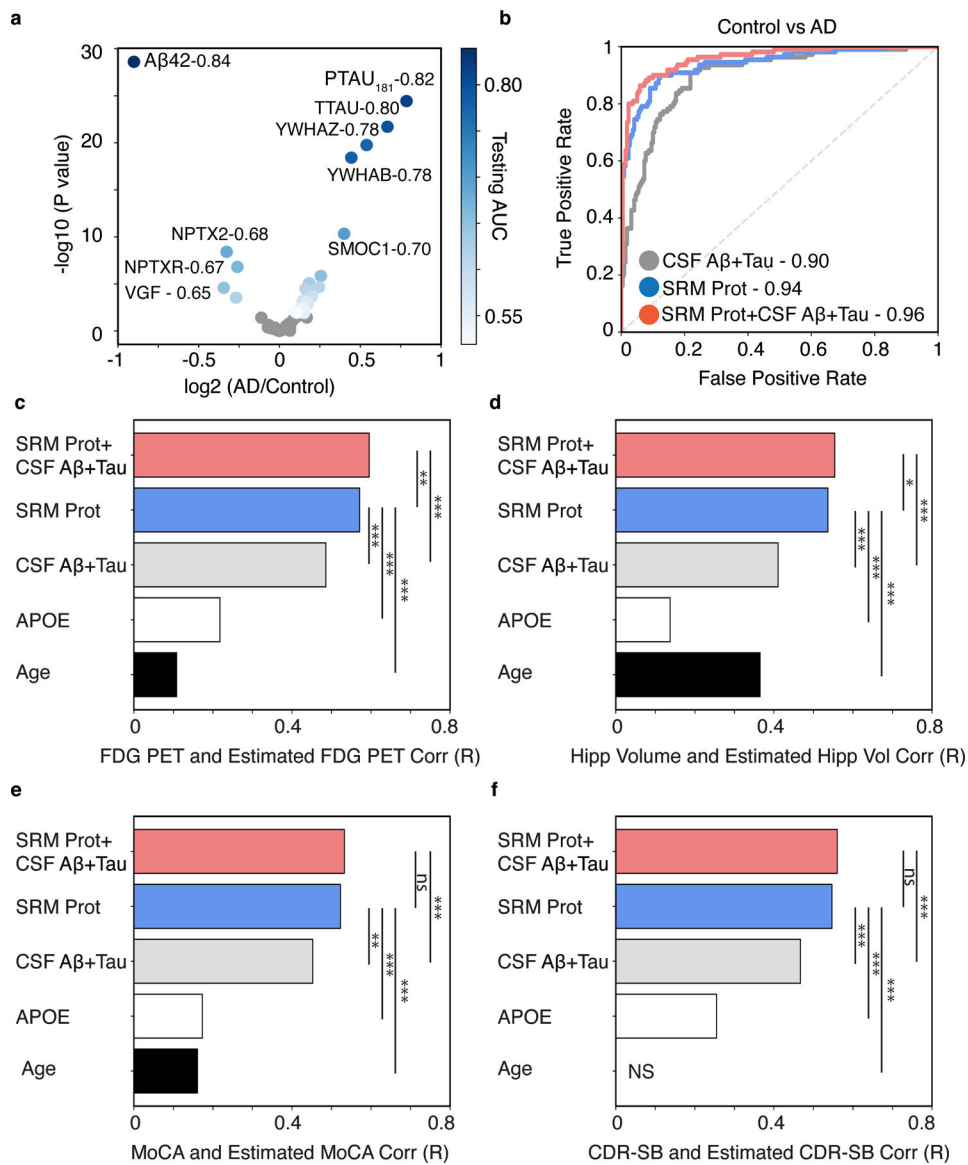 a
30
20
10
0
-log10 (P value)
-1
-0.5
0
0.5
1
log2 (AD/Control)
Aβ42-0.84
PTAU181-0.82
TTAU-0.80
YWHAZ-0.78
YWHAB-0.78
SMOC1-0.70
NPTX2-0.68
NPTXR-0.67
VGF - 0.65
0.80
0.55
Testing AUC
b
Control vs AD
1
0.8
0.6
0.4
0.2
0
True Positive Rate
CSF Aβ+Tau - 0.90
SRM Prot - 0.94
SRM Prot+CSF Aβ+Tau - 0.96
0
0.2
0.4
0.6
0.8
1
False Positive Rate
c
SRM Prot+
CSF Aβ+Tau
SRM Prot
CSF Aβ+Tau
APOE
Age
**
***
***
***
***
0
0.4
0.8
FDG PET and Estimated FDG PET Corr (R)
d
SRM Prot+
CSF Aβ+Tau
SRM Prot
CSF Aβ+Tau
APOE
Age
*
***
***
***
***
0
0.4
0.8
Hipp Volume and Estimated Hipp Vol Corr (R)
e
SRM Prot+
CSF Aβ+Tau
SRM Prot
CSF Aβ+Tau
APOE
Age
ns
***
**
***
***
0
0.4
0.8
MoCA and Estimated MoCA Corr (R)
f
SRM Prot+
CSF Aβ+Tau
SRM Prot
CSF Aβ+Tau
APOE
Age
NS
ns
***
***
***
***
0
0.4
0.8
CDR-SB and Estimated CDR-SB Corr (R)